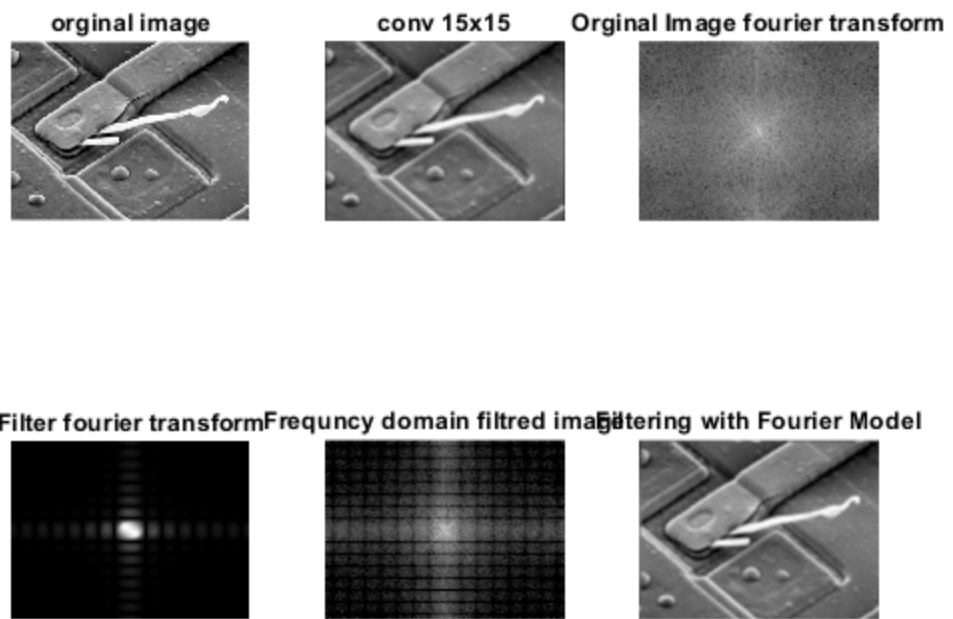 orginal image
conv 15x15
Orginal Image fourier transform
Filter fourier transform
Frequncy domain filtred image
Filtering with Fourier Model